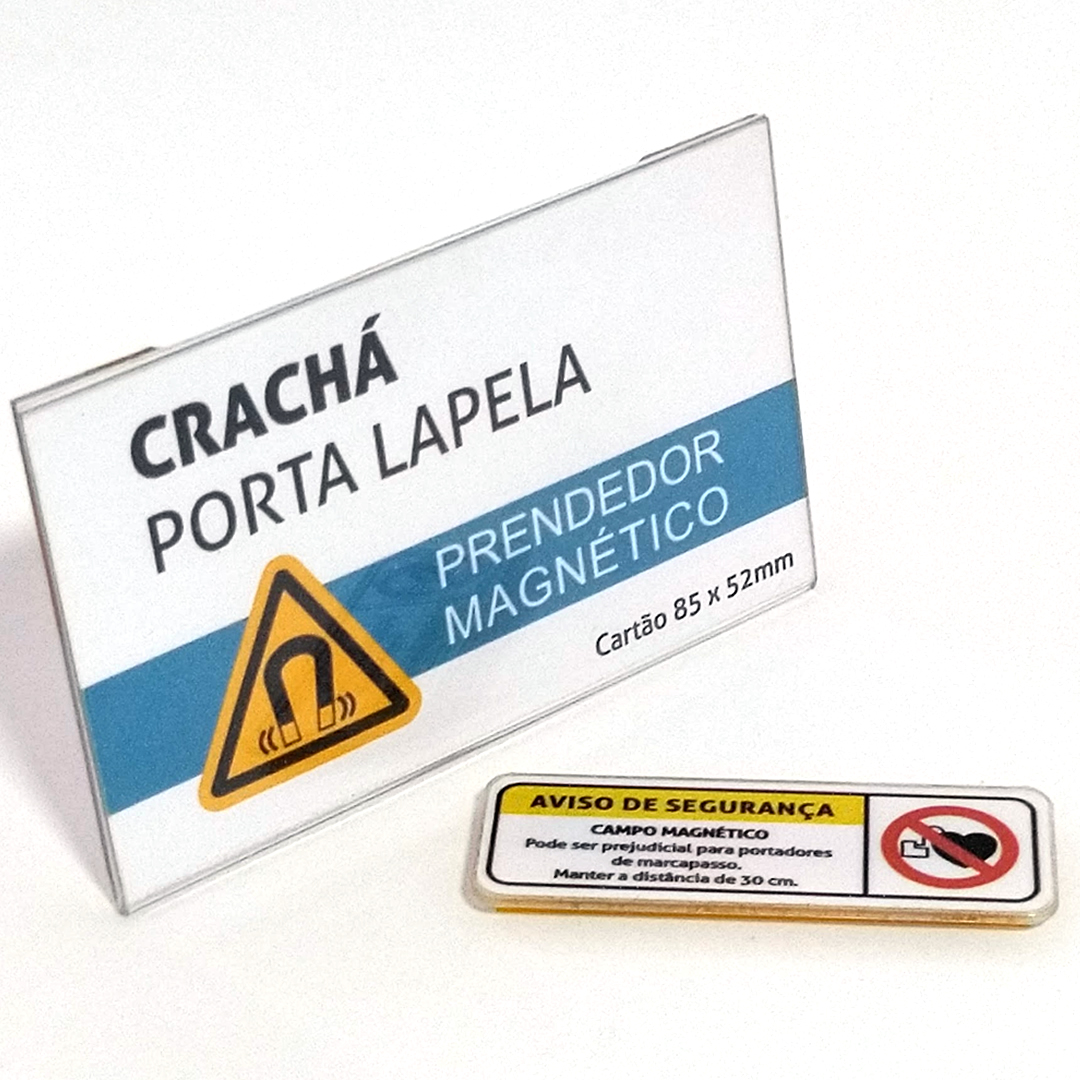 CRACHÁ
PORTA LAPELA
PRENDEDOR
MAGNÉTICO
Cartão 85 x 52mm
AVISO DE SEGURANÇA
CAMPO MAGNÉTICO
Pode ser prejudicial para portadores
de marcapasso.
Manter a distância de 30 cm.